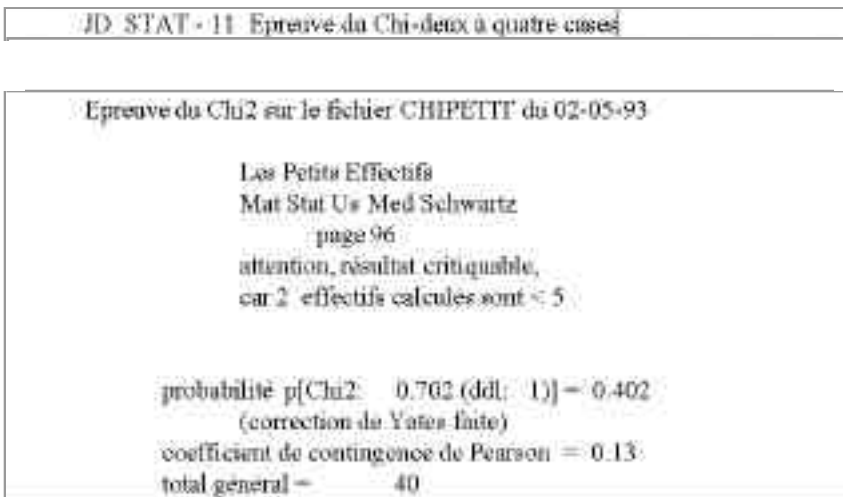 JD STAT - 11 Epreuve du Chi-deux à quatre cases
Epreuve du Chi2 sur le fichier CHIPETIT du 02-05-93
Les Petits Effectifs
Mat Stat Us Med Schwartz
page 96
attention, résultat critiquable,
car 2 effectifs calculés sont < 5
probabilité p[Chi2: 0.702 (ddl: 1)] = 0.402
(correction de Yates faite)
coefficient de contingence de Pearson = 0.13
total général = 40